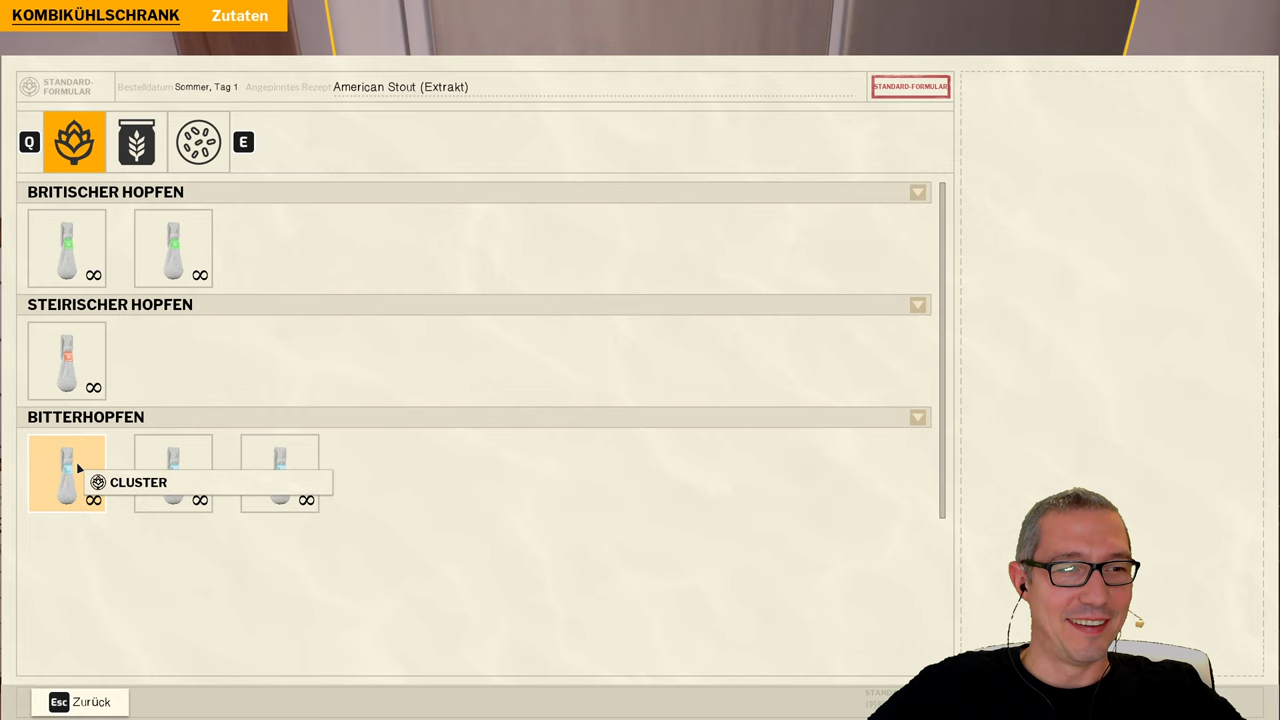 KOMBIKÜHLSCHRANK Zutaten
STANDARD-
FORMULAR
Bestelldatum Sommer, Tag 1 Angepinntes Rezept American Stout (Extrakt)
STANDARD-FORMULAR
Q E
BRITISCHER HOPFEN
∞ ∞
STEIRISCHER HOPFEN
∞
BITTERHOPFEN
CLUSTER
∞ ∞ ∞
Esc Zurück